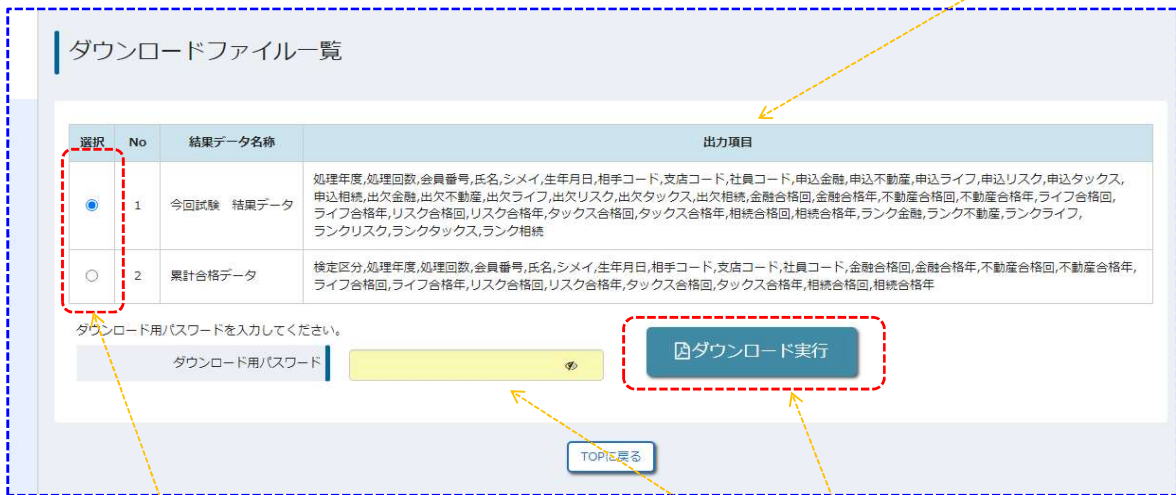 ダウンロードファイル一覧
選択 No 結果データ名称 出力項目
1 今回試験 結果データ 処理年度,処理回数,会員番号,氏名,シメイ,生年月日,相手コード,支店コード,社員コード,申込金融,申込不動産,申込ライフ,申込リスク,申込タックス,
申込相続,出欠金融,出欠不動産,出欠ライフ,出欠リスク,出欠タックス,出欠相続,金融合格回,金融合格年,不動産合格回,不動産合格年,ライフ合格回,
ライフ合格年,リスク合格回,リスク合格年,タックス合格回,タックス合格年,相続合格回,相続合格年,ランク金融,ランク不動産,ランクライフ,
ランクリスク,ランクタックス,ランク相続
2 累計合格データ 検定区分,処理年度,処理回数,会員番号,氏名,シメイ,生年月日,相手コード,支店コード,社員コード,金融合格回,金融合格年,不動産合格回,不動産合格年,
ライフ合格回,ライフ合格年,リスク合格回,リスク合格年,タックス合格回,タックス合格年,相続合格回,相続合格年
ダウンロード用パスワードを入力してください。
ダウンロード用パスワード
ダウンロード実行
TOPに戻る